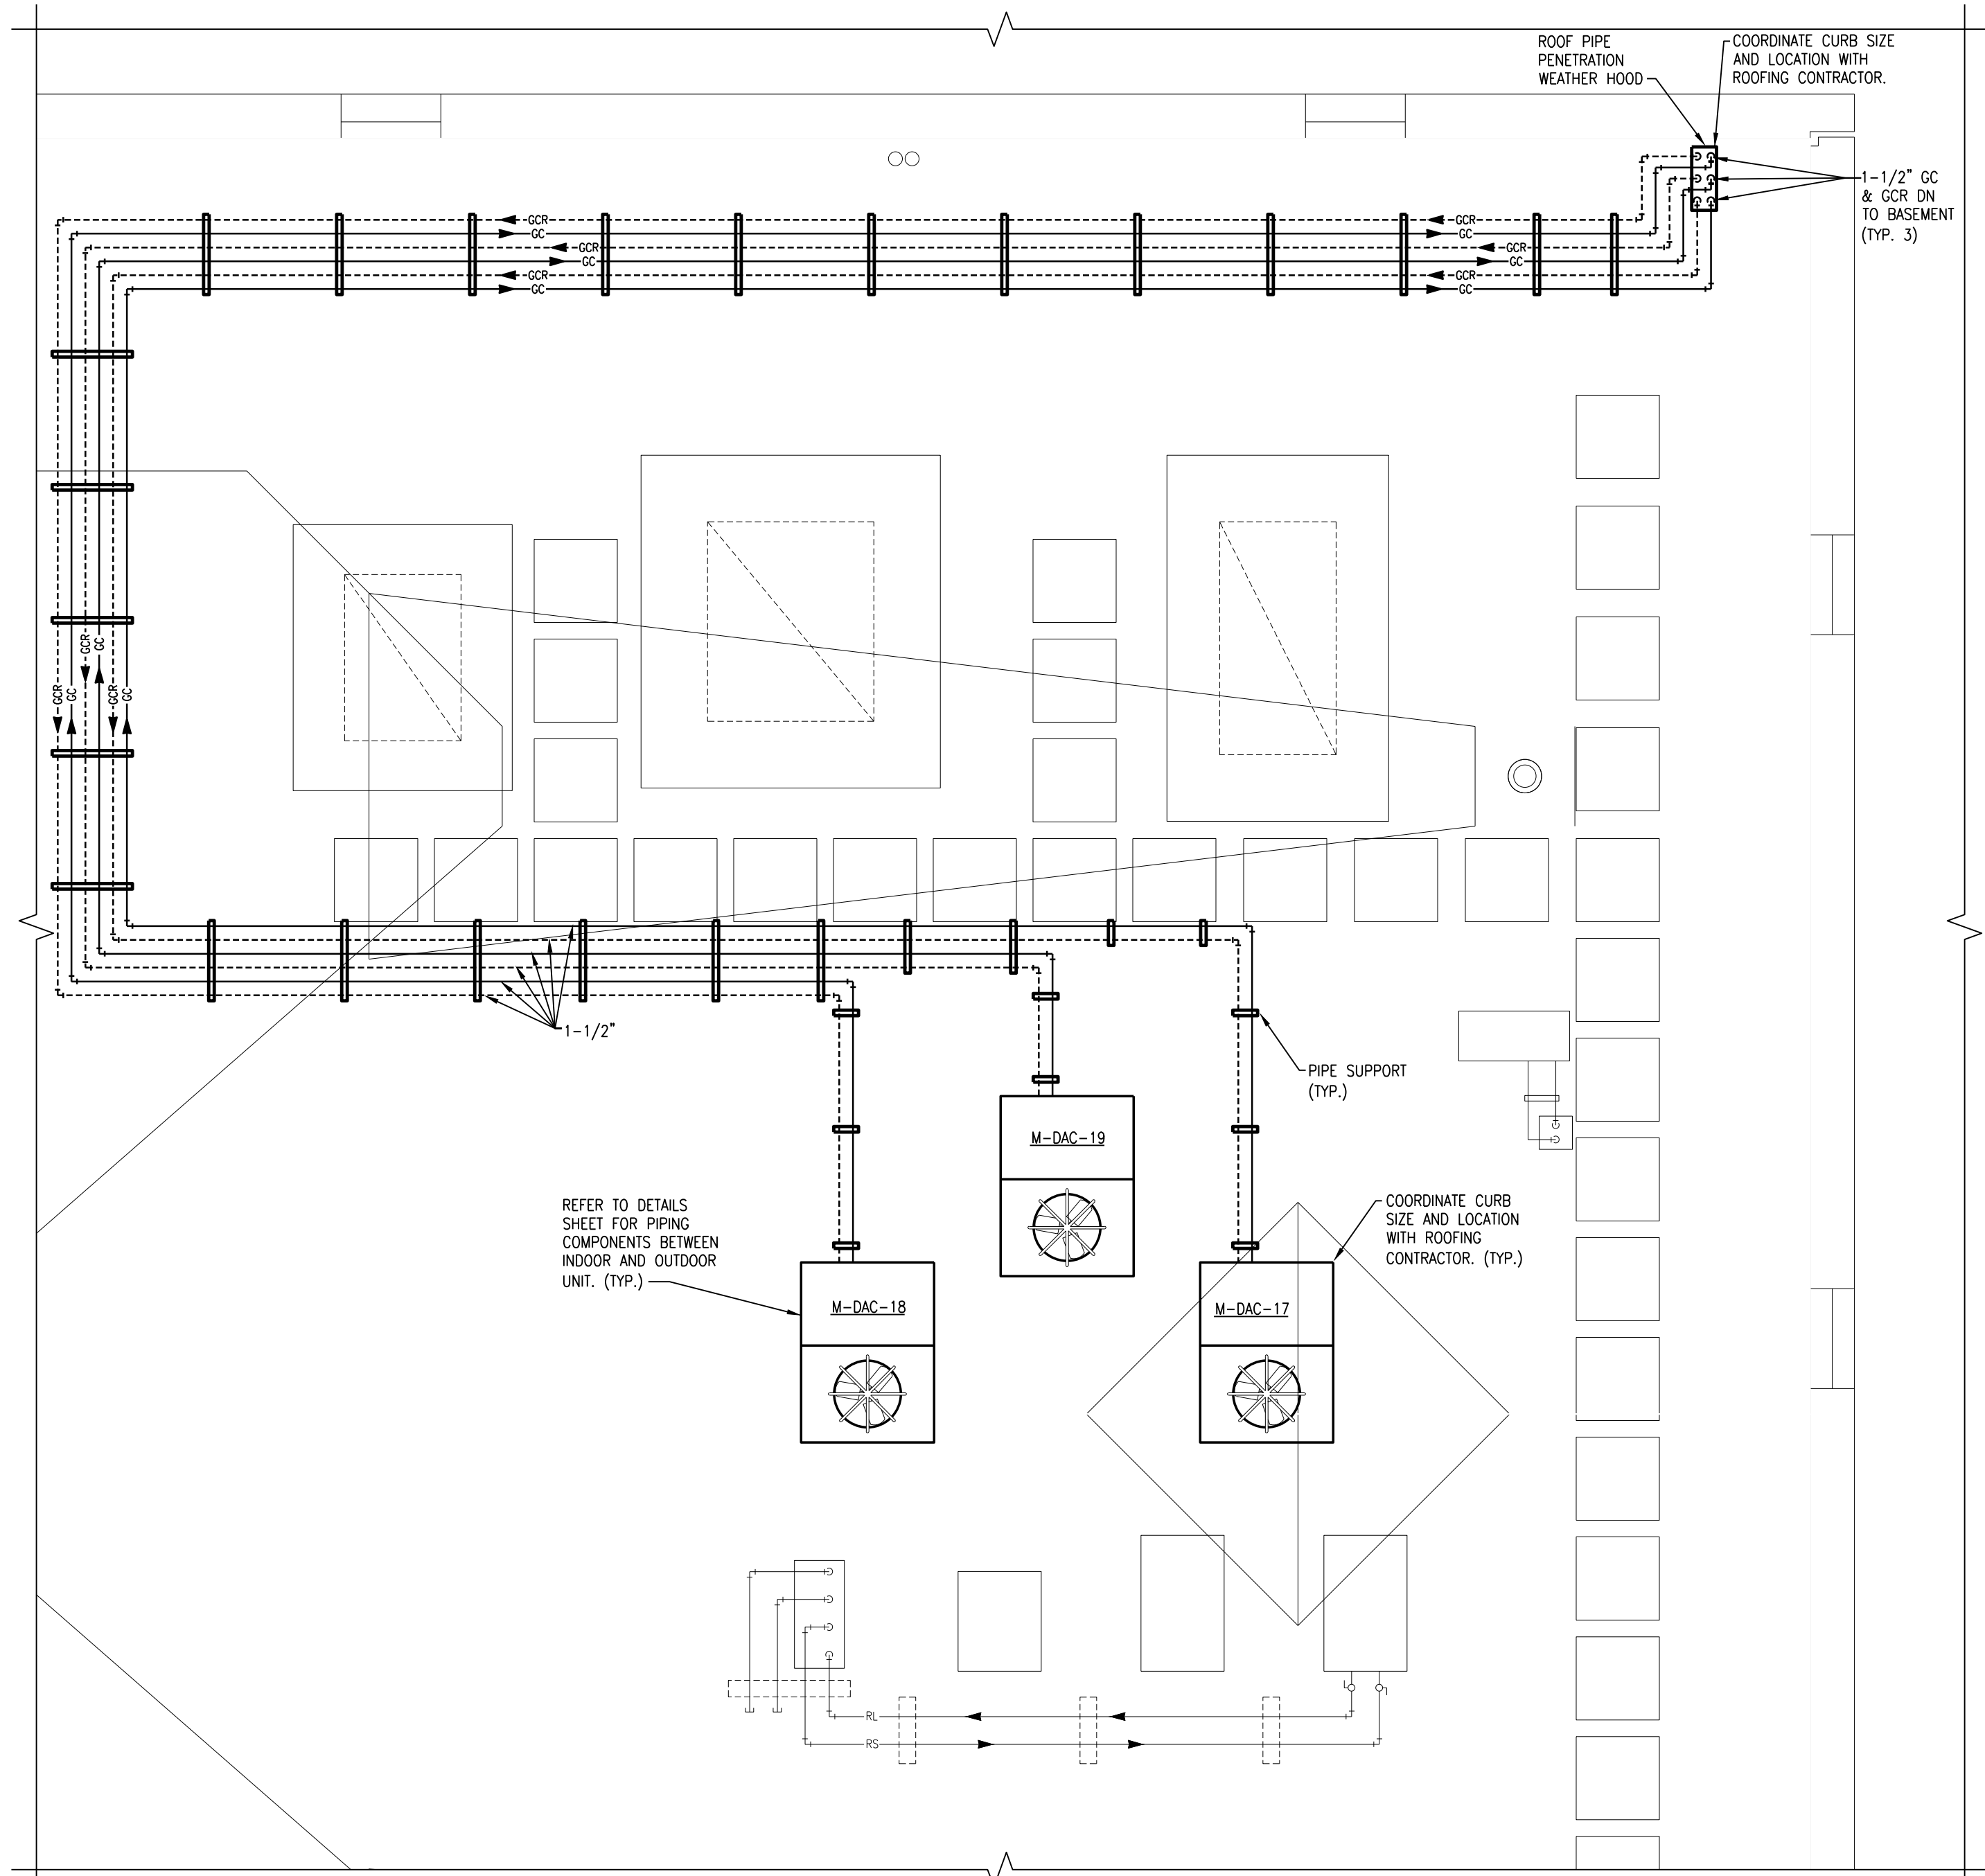 ROOF PIPE
PENETRATION
WEATHER HOOD
COORDINATE CURB SIZE
AND LOCATION WITH
ROOFING CONTRACTOR.
1-1/2" GC
& GCR DN
TO BASEMENT
(TYP. 3)
GCR
GCR
GC
GC
GCR
GCR
GC
GC
GCR
GCR
GC
GC
GCR
GC
GCR
GC
GCR
GC
1-1/2"
PIPE SUPPORT
(TYP.)
M-DAC-19
REFER TO DETAILS
SHEET FOR PIPING
COMPONENTS BETWEEN
INDOOR AND OUTDOOR
UNIT. (TYP.)
COORDINATE CURB
SIZE AND LOCATION
WITH ROOFING
CONTRACTOR. (TYP.)
M-DAC-18
M-DAC-17
RL
RS